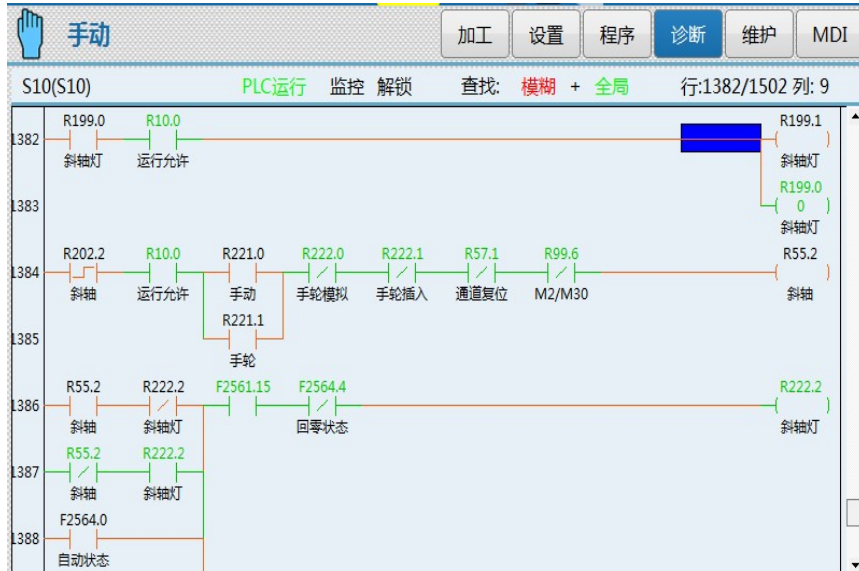 手动 加工 设置 程序 诊断 维护 MDI
S10(S10) PLC运行 监控 解锁 查找: 模糊 + 全局 行:1382/1502 列: 9
R199.0 R10.0 R199.1
1382
斜轴灯 运行允许 斜轴灯
R199.0
1383 0
斜轴灯
R202.2 R10.0 R221.0 R222.0 R222.1 R57.1 R99.6 R55.2
1384
斜轴 运行允许 手动 手轮模拟 手轮插入 通道复位 M2/M30 斜轴
R221.1
1385
手轮
R55.2 R222.2 F2561.15 F2564.4 R222.2
1386
斜轴 斜轴灯 回零状态 斜轴灯
R55.2 R222.2
1387
斜轴 斜轴灯
F2564.0
1388
自动状态